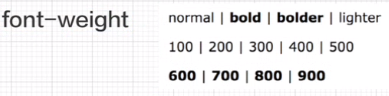 font-weight
normal | bold | bolder | lighter
100 | 200 | 300 | 400 | 500
600 | 700 | 800 | 900